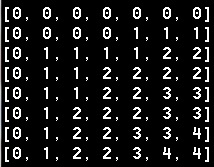 [0, 0, 0, 0, 0, 0, 0]
[0, 0, 0, 0, 1, 1, 1]
[0, 1, 1, 1, 1, 2, 2]
[0, 1, 1, 2, 2, 2, 2]
[0, 1, 1, 2, 2, 3, 3]
[0, 1, 2, 2, 2, 3, 3]
[0, 1, 2, 2, 3, 3, 4]
[0, 1, 2, 2, 3, 4, 4]